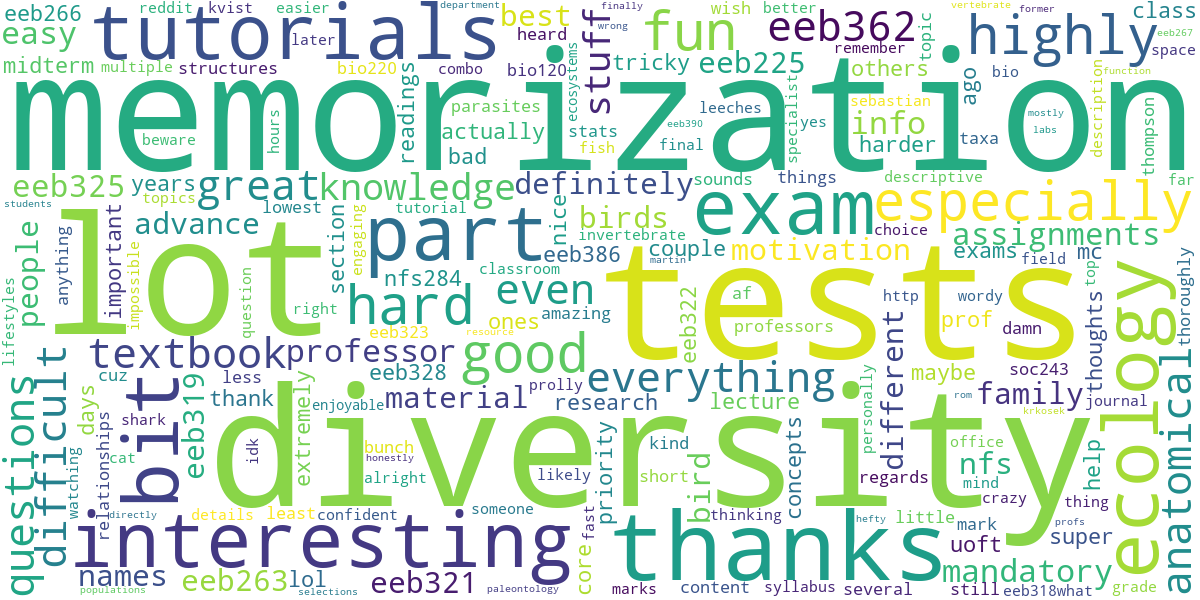 eeb266
reddit
kvist
easier
department
finally
best
wish
better
vertebrate
former
class
easy
tutorials
later
heard
wrong
fun
eeb362
topic
highly
eeb267
space
midterm
multiple
structures
bio220
combo
bio120
stuff
tricky
eeb225
remember
others
ago
bio
function
memorization
readings
parasites
actually
ecosystems
stats
leeches
specialist
sebastian
info
mostly
labs
description
beware
hours
bad
fish
eeb390
final
yes
harder
taxa
thompson
eeb325
years
great
knowledge
definitely
sounds
things
descriptive
far
students
topics
lowest
tutorial
nice
birds
exam
especially
people
anything
important
advance
section
engaging
part
invertebrate
eeb386
couple
motivation
choice
assignments
lot
impossible
question
nfs284
classroom
martin
tests
exams
field
mc
top
thoroughly
lifestyles
right
hard
even
amazing
eeb322
af
professors
http
wordy
damn
prof
thoughts
ecology
eeb323
resource
ones
textbook
professor
good
everything
different
maybe
soc243
family
journal
anatomical
questions
difficult
cuz
less
eeb328
prolly
personally
rom
krkosek
days
shark
bit
eeb319
thank
enjoyable
material
research
lecture
relationships
cat
watching
idk
extremely
bunch
honestly
alright
diversity
likely
kind
short
priority
bird
concepts
regards
office
nfs
mind
help
crazy
thing
directly
details
least
confident
someone
fast
thinking
hefty
little
mark
profs
super
interesting
core
thanks
uoft
mandatory
names
populations
eeb263
lol
selections
eeb321
paleontology
marks
content
syllabus
several
still
eeb318what
grade